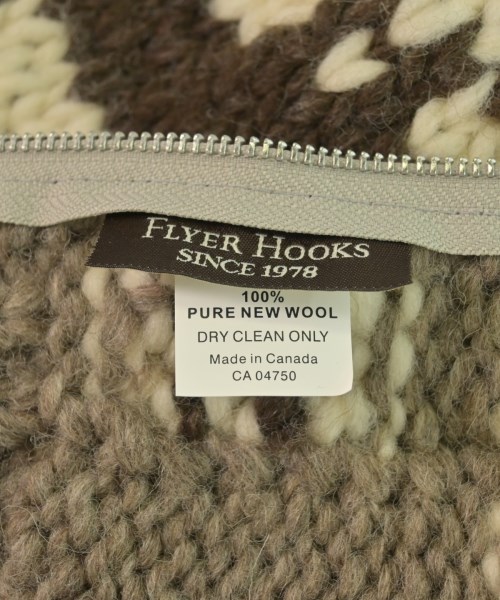 FLYER HOOKS
SINCE 1978
100%
PURE NEW WOOL
DRY CLEAN ONLY
Made in Canada
CA 04750